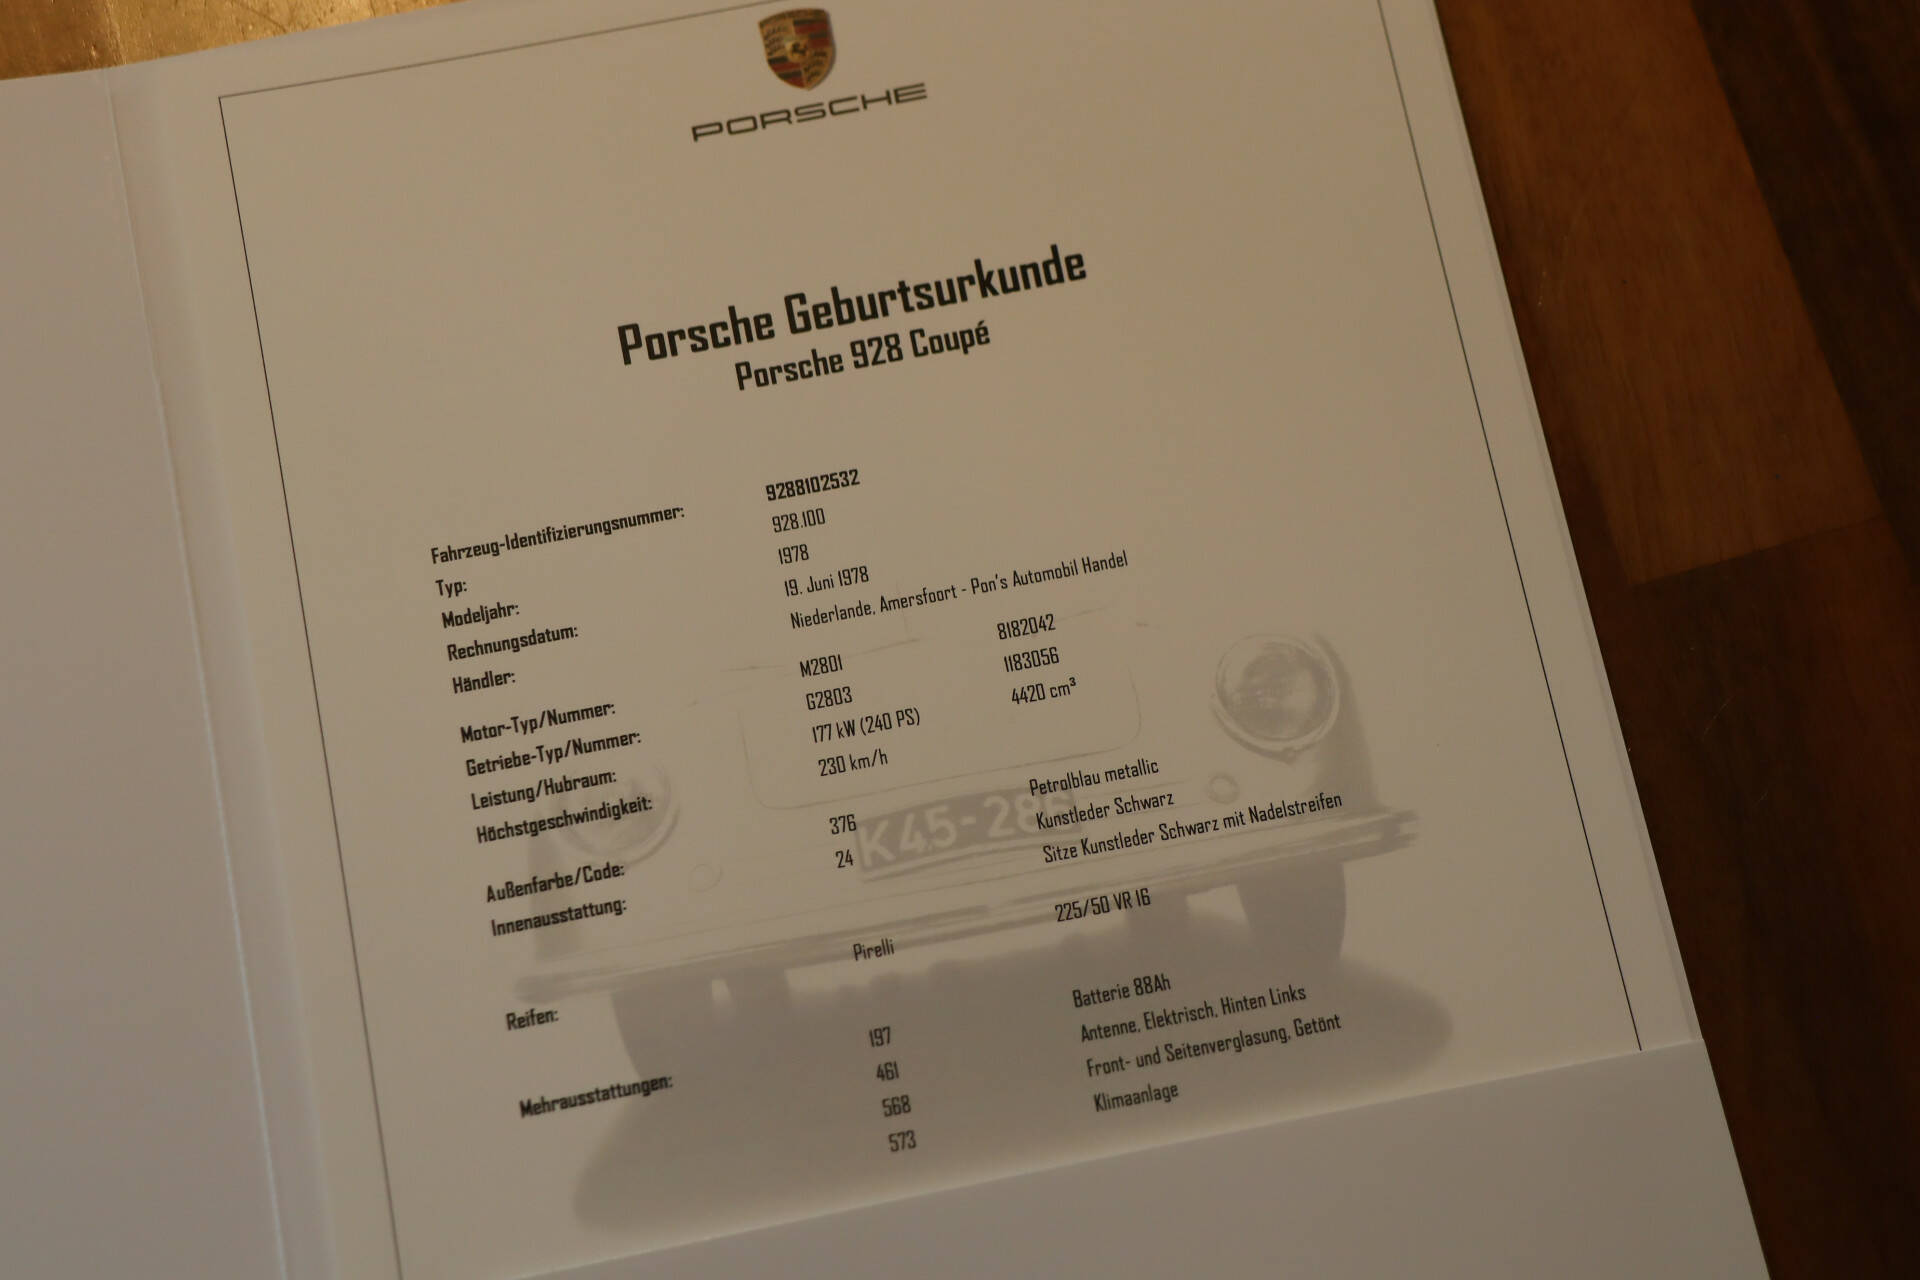 PORSCHE
Porsche Geburtsurkunde
Porsche 928 Coupé
Fahrzeug-Identifizierungsnummer: 9288102532
Typ: 928.100
Modeljahr: 1978
Rechnungsdatum: 19. Juni 1978
Händler: Niederlande, Amersfoort - Pon's Automobil Handel
Motor-Typ/Nummer: M2801 8182042
Getriebe-Typ/Nummer: G2803 1183056
Leistung/Hubraum: 177 kW (240 PS) 4420 cm³
Höchstgeschwindigkeit: 230 km/h
Außenfarbe/Code: 376 Petrolblau metallic
Innenausstattung: 24 Kunstleder Schwarz
Sitze Kunstleder Schwarz mit Nadelstreifen
K45-286
Reifen: Pirelli 225/50 VR 16
Mehrausstattungen: 197 Batterie 88Ah
461 Antenne, Elektrisch, Hinten Links
568 Front- und Seitenverglasung, Getönt
573 Klimaanlage